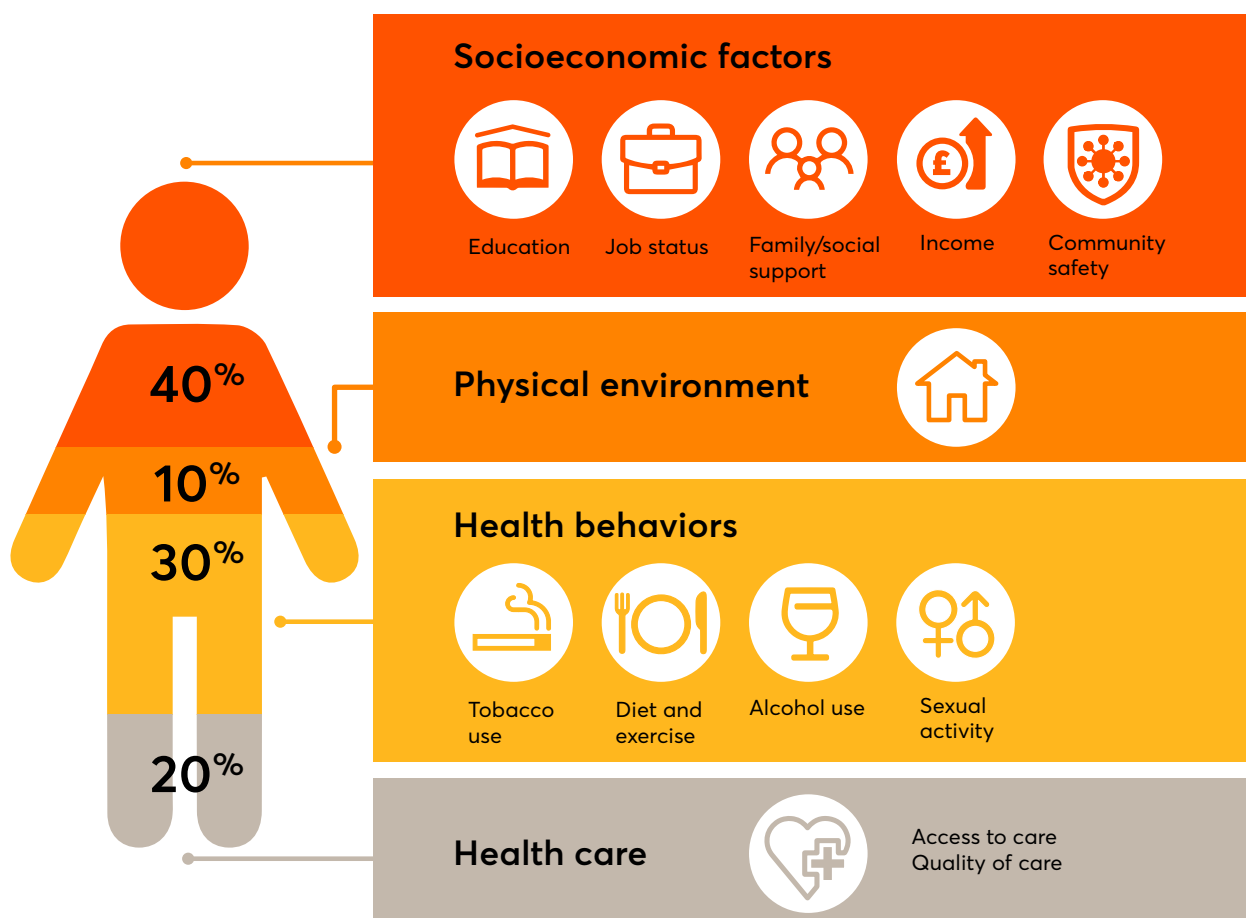 Socioeconomic factors
£
Education
Job status
Family/social
support
Income
Community
safety
40%
Physical environment
10%
Health behaviors
30%
Tobacco
use
Diet and
exercise
Alcohol use
Sexual
activity
20%
Health care
Access to care
Quality of care